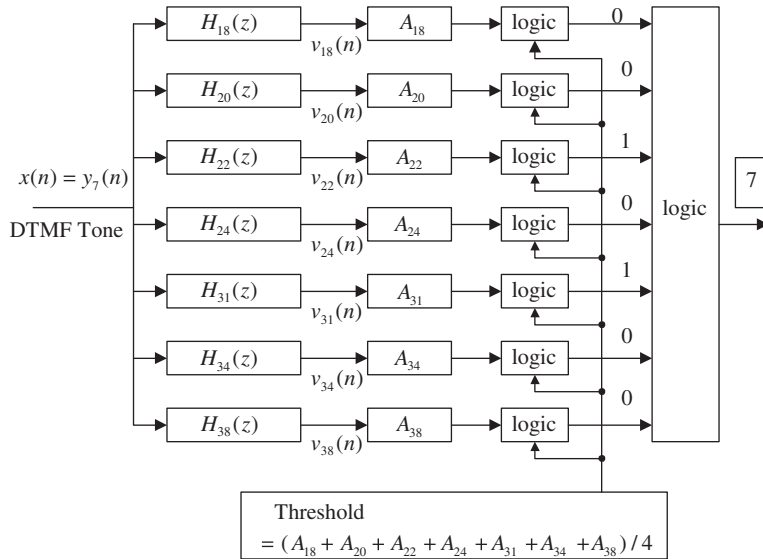 H₁₈(z) v₁₈(n) A₁₈ logic 0
H₂₀(z) v₂₀(n) A₂₀ logic 0
H₂₂(z) v₂₂(n) A₂₂ logic 1
x(n) = y₇(n)
DTMF Tone
H₂₄(z) v₂₄(n) A₂₄ logic 0
logic
7
H₃₁(z) v₃₁(n) A₃₁ logic 1
H₃₄(z) v₃₄(n) A₃₄ logic 0
H₃₈(z) v₃₈(n) A₃₈ logic 0
Threshold
= (A₁₈ + A₂₀ + A₂₂ + A₂₄ + A₃₁ + A₃₄ + A₃₈) / 4